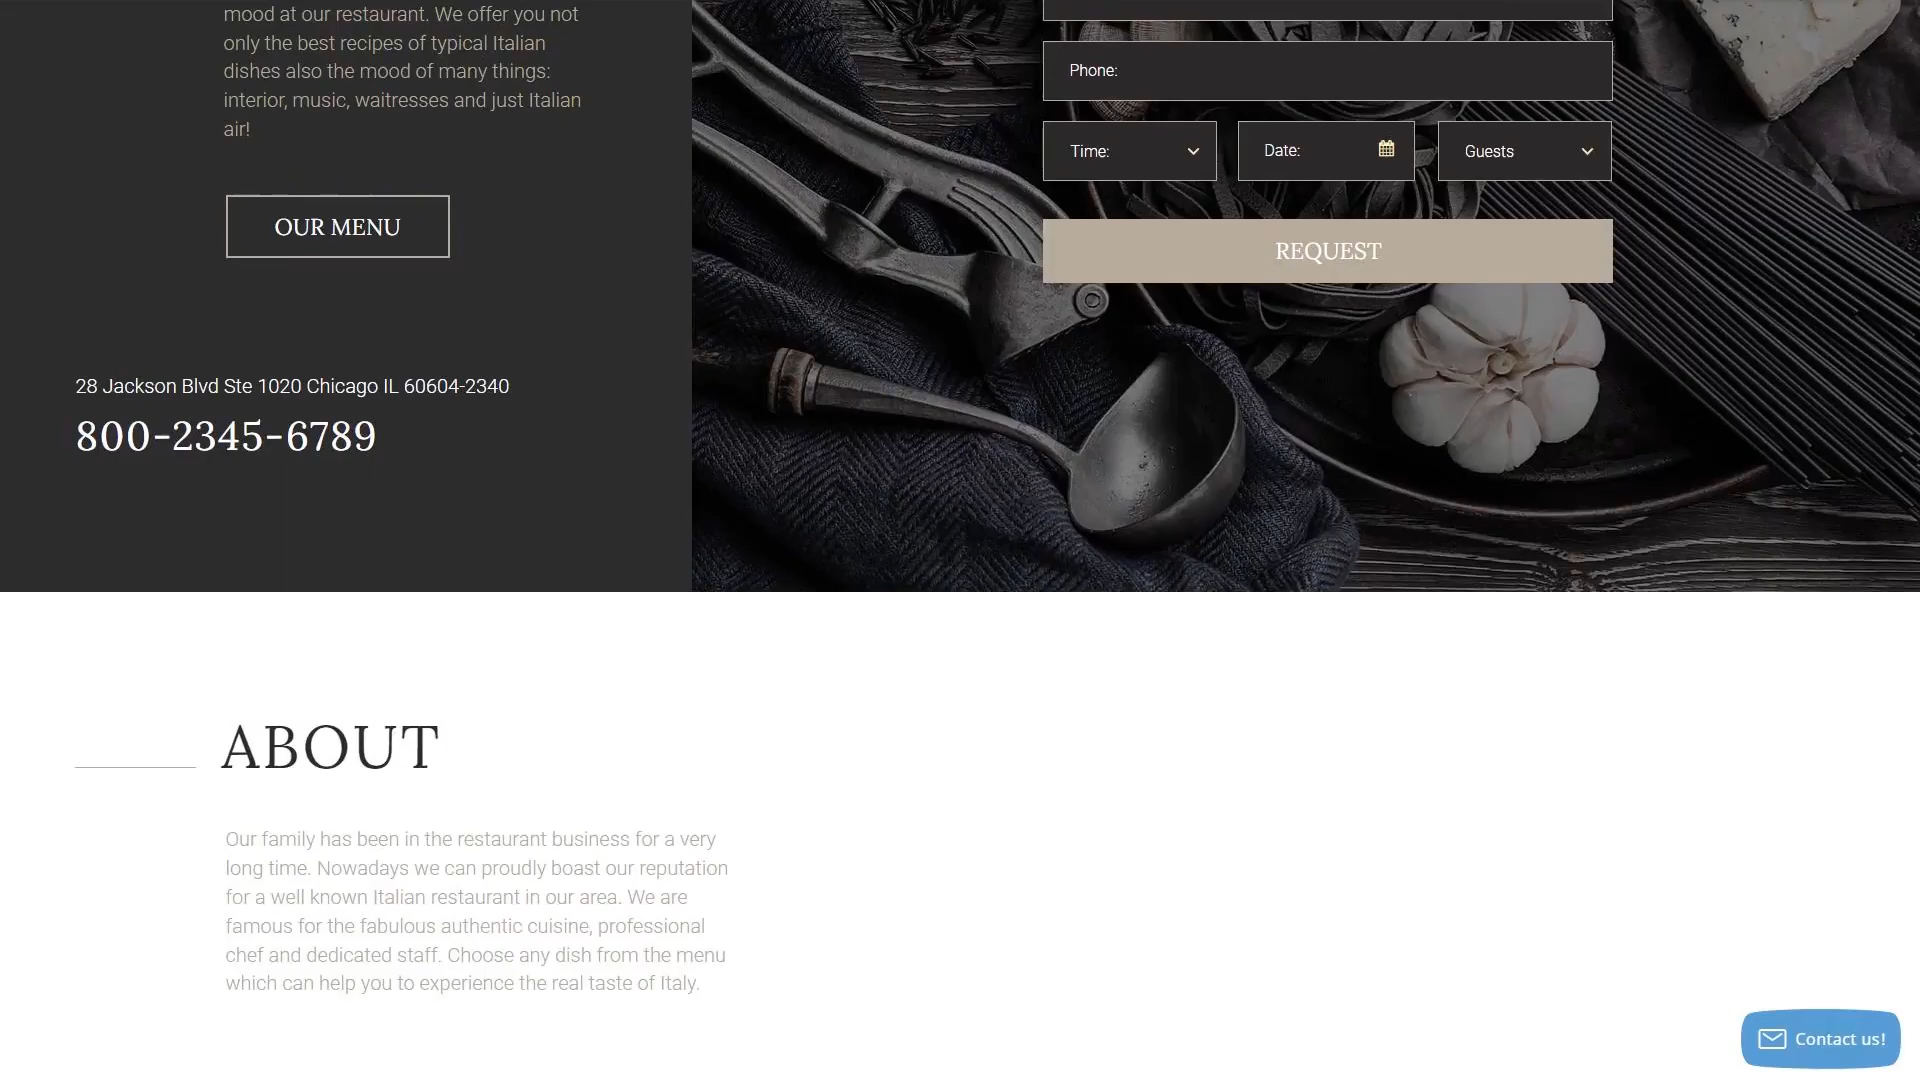 mood at our restaurant. We offer you not
only the best recipes of typical Italian
dishes also the mood of many things:
interior, music, waitresses and just Italian
air!
OUR MENU
28 Jackson Blvd Ste 1020 Chicago IL 60604-2340
800-2345-6789
Phone:
Time:
Date:
Guests
REQUEST
ABOUT
Our family has been in the restaurant business for a very
long time. Nowadays we can proudly boast our reputation
for a well known Italian restaurant in our area. We are
famous for the fabulous authentic cuisine, professional
chef and dedicated staff. Choose any dish from the menu
which can help you to experience the real taste of Italy.
Contact us!